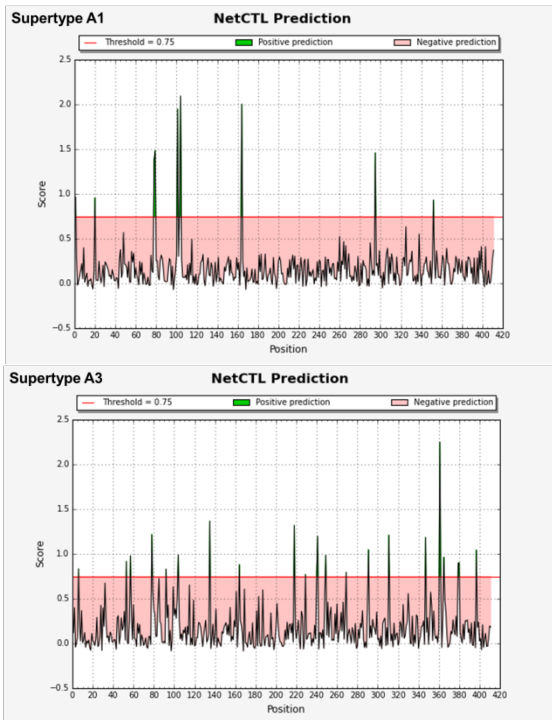 Supertype A1
NetCTL Prediction
Threshold = 0.75 Positive prediction Negative prediction
2.5
2.0
1.5
1.0
0.5
0.0
−0.5
Score
0 20 40 60 80 100 120 140 160 180 200 220 240 260 280 300 320 340 360 380 400 420
Position
Supertype A3
NetCTL Prediction
Threshold = 0.75 Positive prediction Negative prediction
2.5
2.0
1.5
1.0
0.5
0.0
−0.5
Score
0 20 40 60 80 100 120 140 160 180 200 220 240 260 280 300 320 340 360 380 400 420
Position